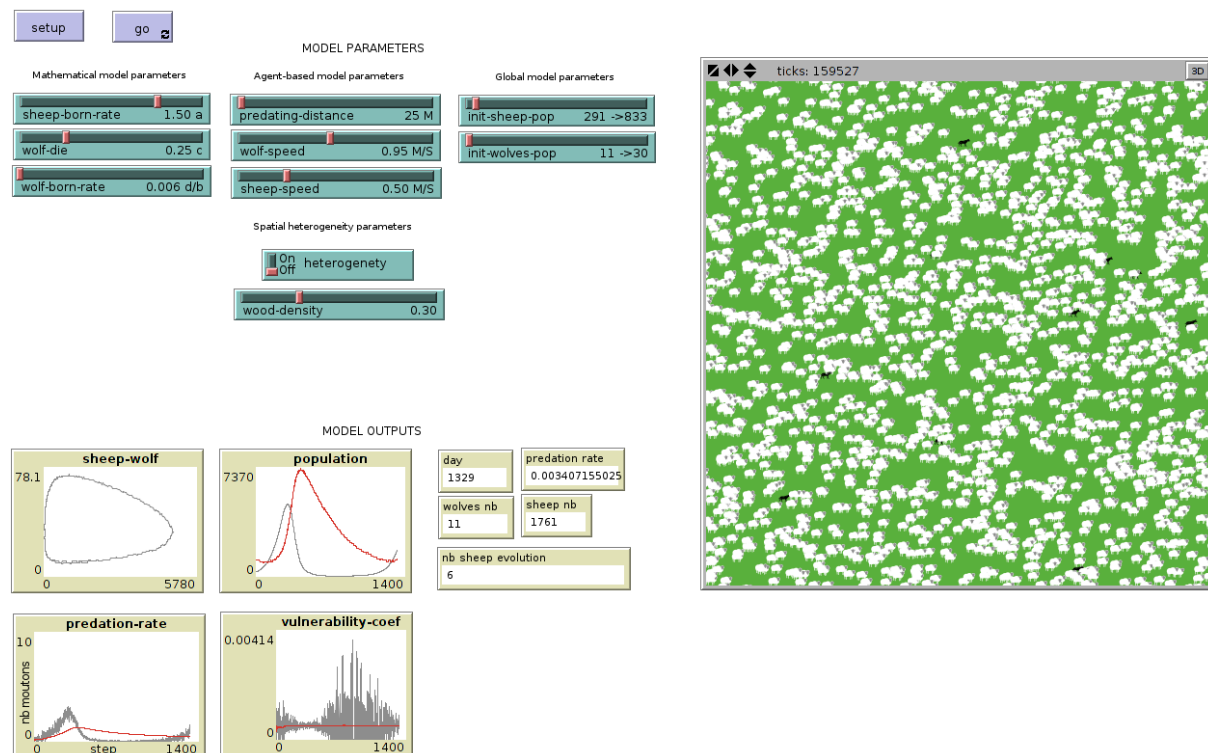 setup
go
MODEL PARAMETERS
Mathematical model parameters
Agent-based model parameters
Global model parameters
sheep-born-rate 1.50 a
predating-distance 25 M
init-sheep-pop 291 ->833
wolf-die 0.25 c
wolf-speed 0.95 M/S
init-wolves-pop 11 ->30
wolf-born-rate 0.006 d/b
sheep-speed 0.50 M/S
Spatial heterogeneity parameters
On
Off
heterogenety
wood-density 0.30
ticks: 159527
3D
MODEL OUTPUTS
sheep-wolf
78.1
0
0 5780
population
7370
0
0 1400
day
1329
predation rate
0.003407155025
wolves nb
11
sheep nb
1761
nb sheep evolution
6
predation-rate
10
nb moutons
0
0 step 1400
vulnerability-coef
0.00414
0
0 1400